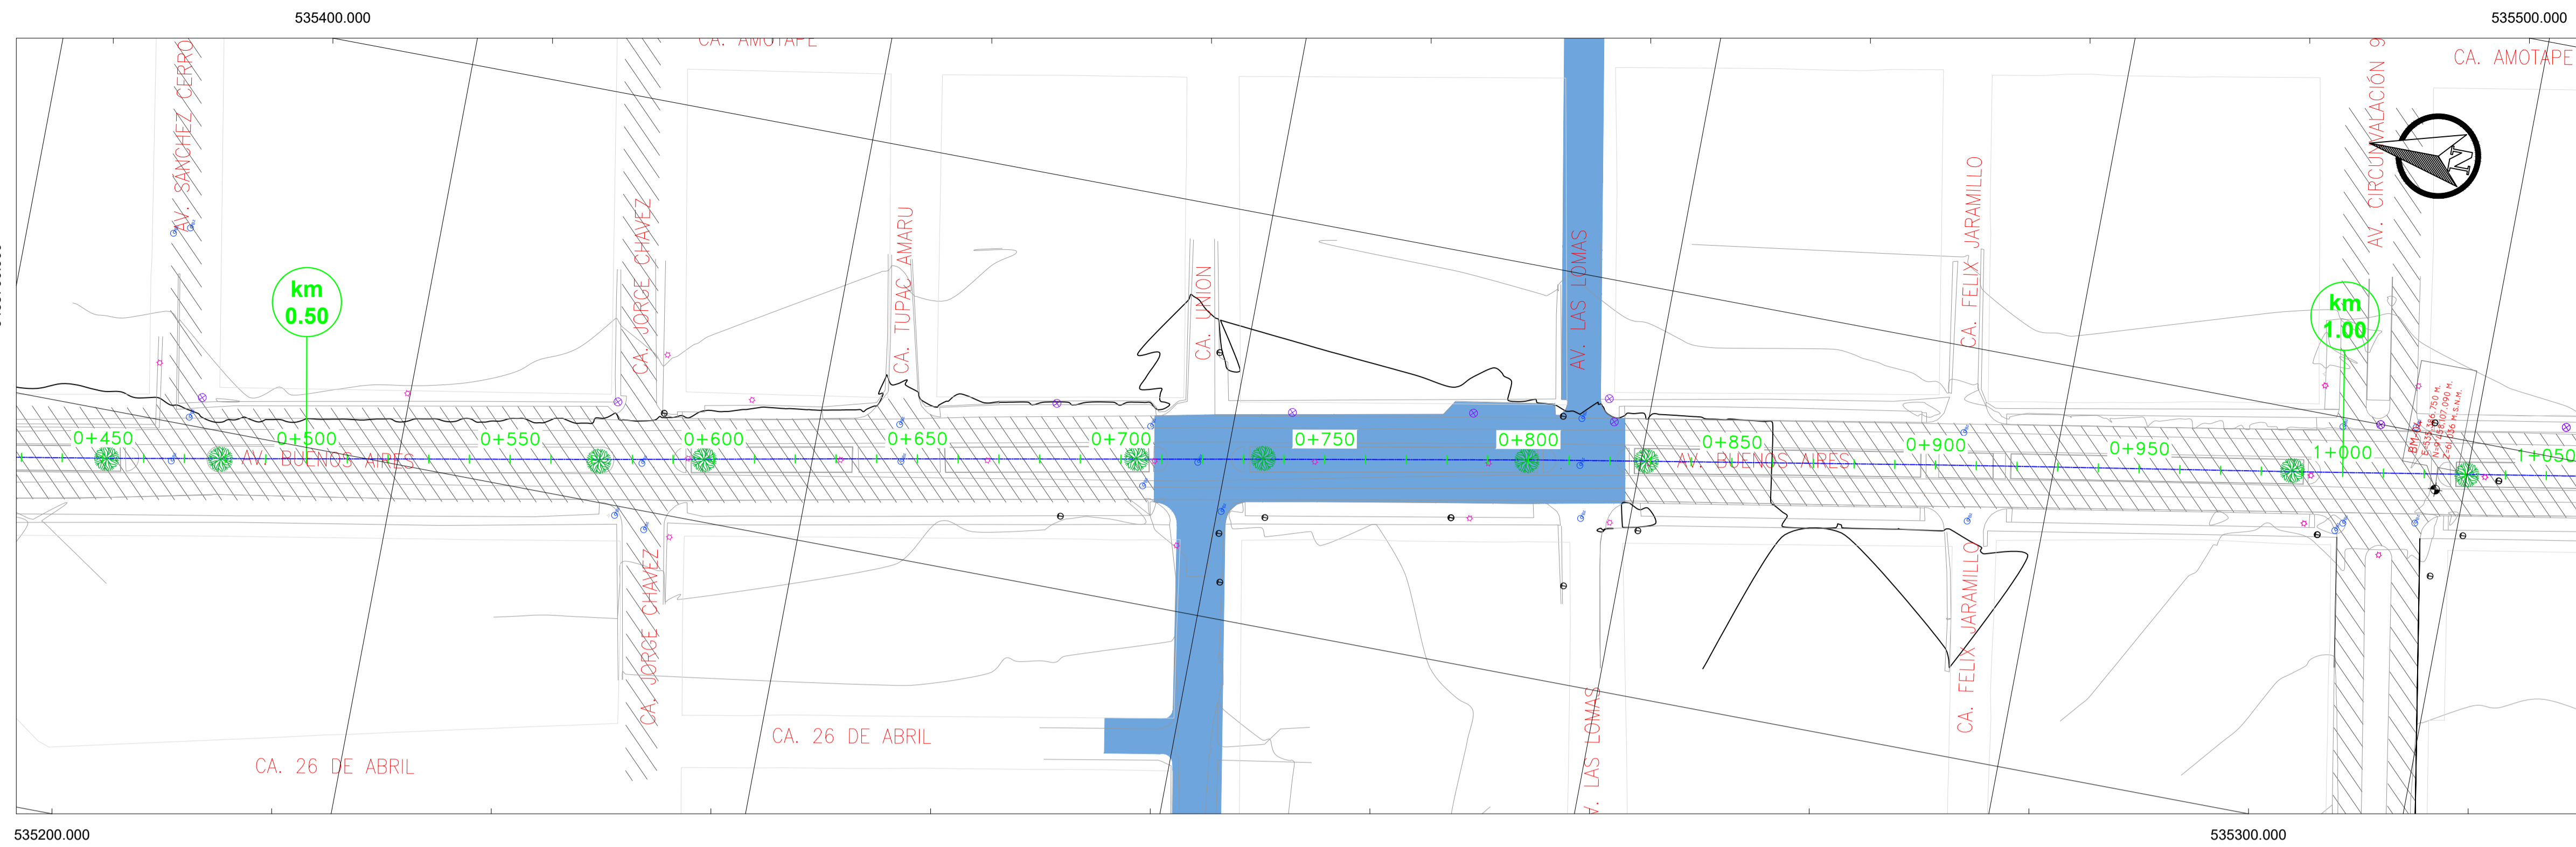 535400.000
535500.000
CA. AMOTAPE
CA. AMOTAPE
AV. SANCHEZ CERRO
CA. JORGE CHAVEZ
CA. TUPAC AMARU
CA. UNION
AV. LAS LOMAS
CA. FELIX JARAMILLO
AV. CIRCUNVALACIÓN 9
N
km
0.50
km
1.00
0+450
0+500
0+550
0+600
0+650
0+700
0+750
0+800
0+850
0+900
0+950
1+000
1+050
AV. BUENOS AIRES
AV. BUENOS AIRES
CA. JORGE CHAVEZ
CA. FELIX JARAMILLO
V. LAS LOMAS
CA. 26 DE ABRIL
CA. 26 DE ABRIL
535200.000
535300.000